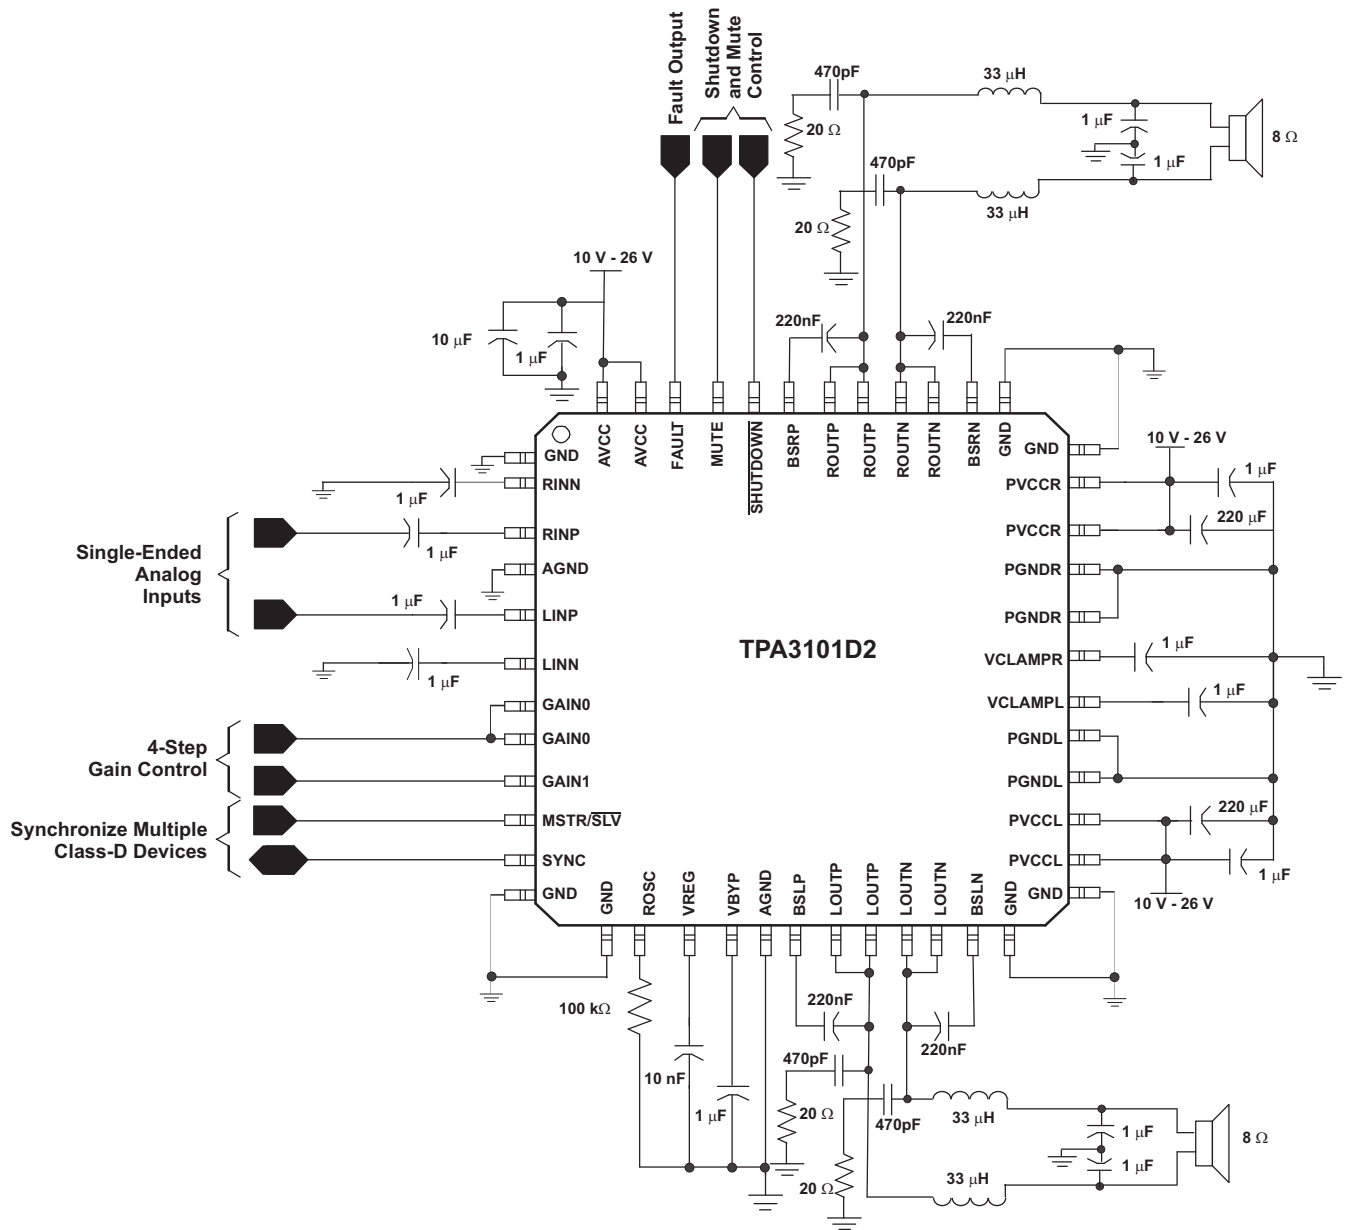 Fault Output
Shutdown
and Mute
Control
470pF
33 μH
20 Ω
1 μF
1 μF
8 Ω
470pF
20 Ω
33 μH
10 V - 26 V
10 μF
1 μF
220nF
220nF
AVCC
AVCC
FAULT
MUTE
SHUTDOWN
BSRP
ROUTP
ROUTP
ROUTN
ROUTN
BSRN
GND
GND
RINN
1 μF
RINP
1 μF
AGND
Single-Ended
Analog
Inputs
1 μF
LINP
LINN
1 μF
GAIN0
GAIN0
4-Step
Gain Control
GAIN1
MSTR/SLV
Synchronize Multiple
Class-D Devices
SYNC
GND
TPA3101D2
GND
10 V - 26 V
PVCCR
1 μF
PVCCR
220 μF
PGNDR
PGNDR
VCLAMPR
1 μF
VCLAMPL
1 μF
PGNDL
PGNDL
PVCCL
220 μF
PVCCL
1 μF
GND
10 V - 26 V
GND
ROSC
VREG
VBYP
AGND
BSLP
LOUTP
LOUTP
LOUTN
LOUTN
BSLN
GND
100 kΩ
10 nF
1 μF
220nF
220nF
470pF
20 Ω
470pF
33 μH
20 Ω
33 μH
1 μF
1 μF
8 Ω